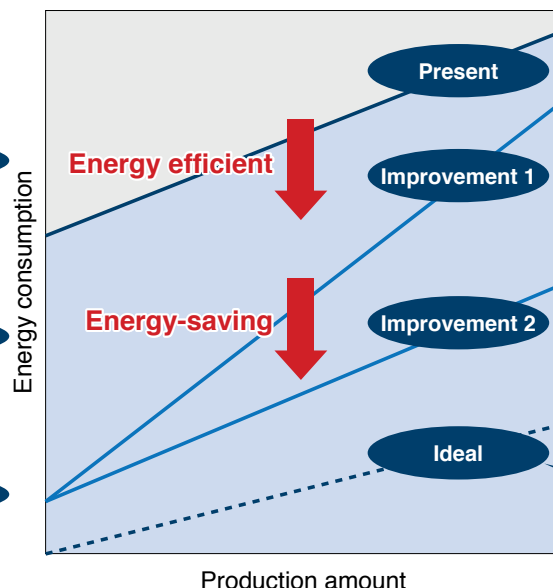 Present
Energy efficient
Improvement 1
Energy consumption
Energy-saving
Improvement 2
Ideal
Production amount